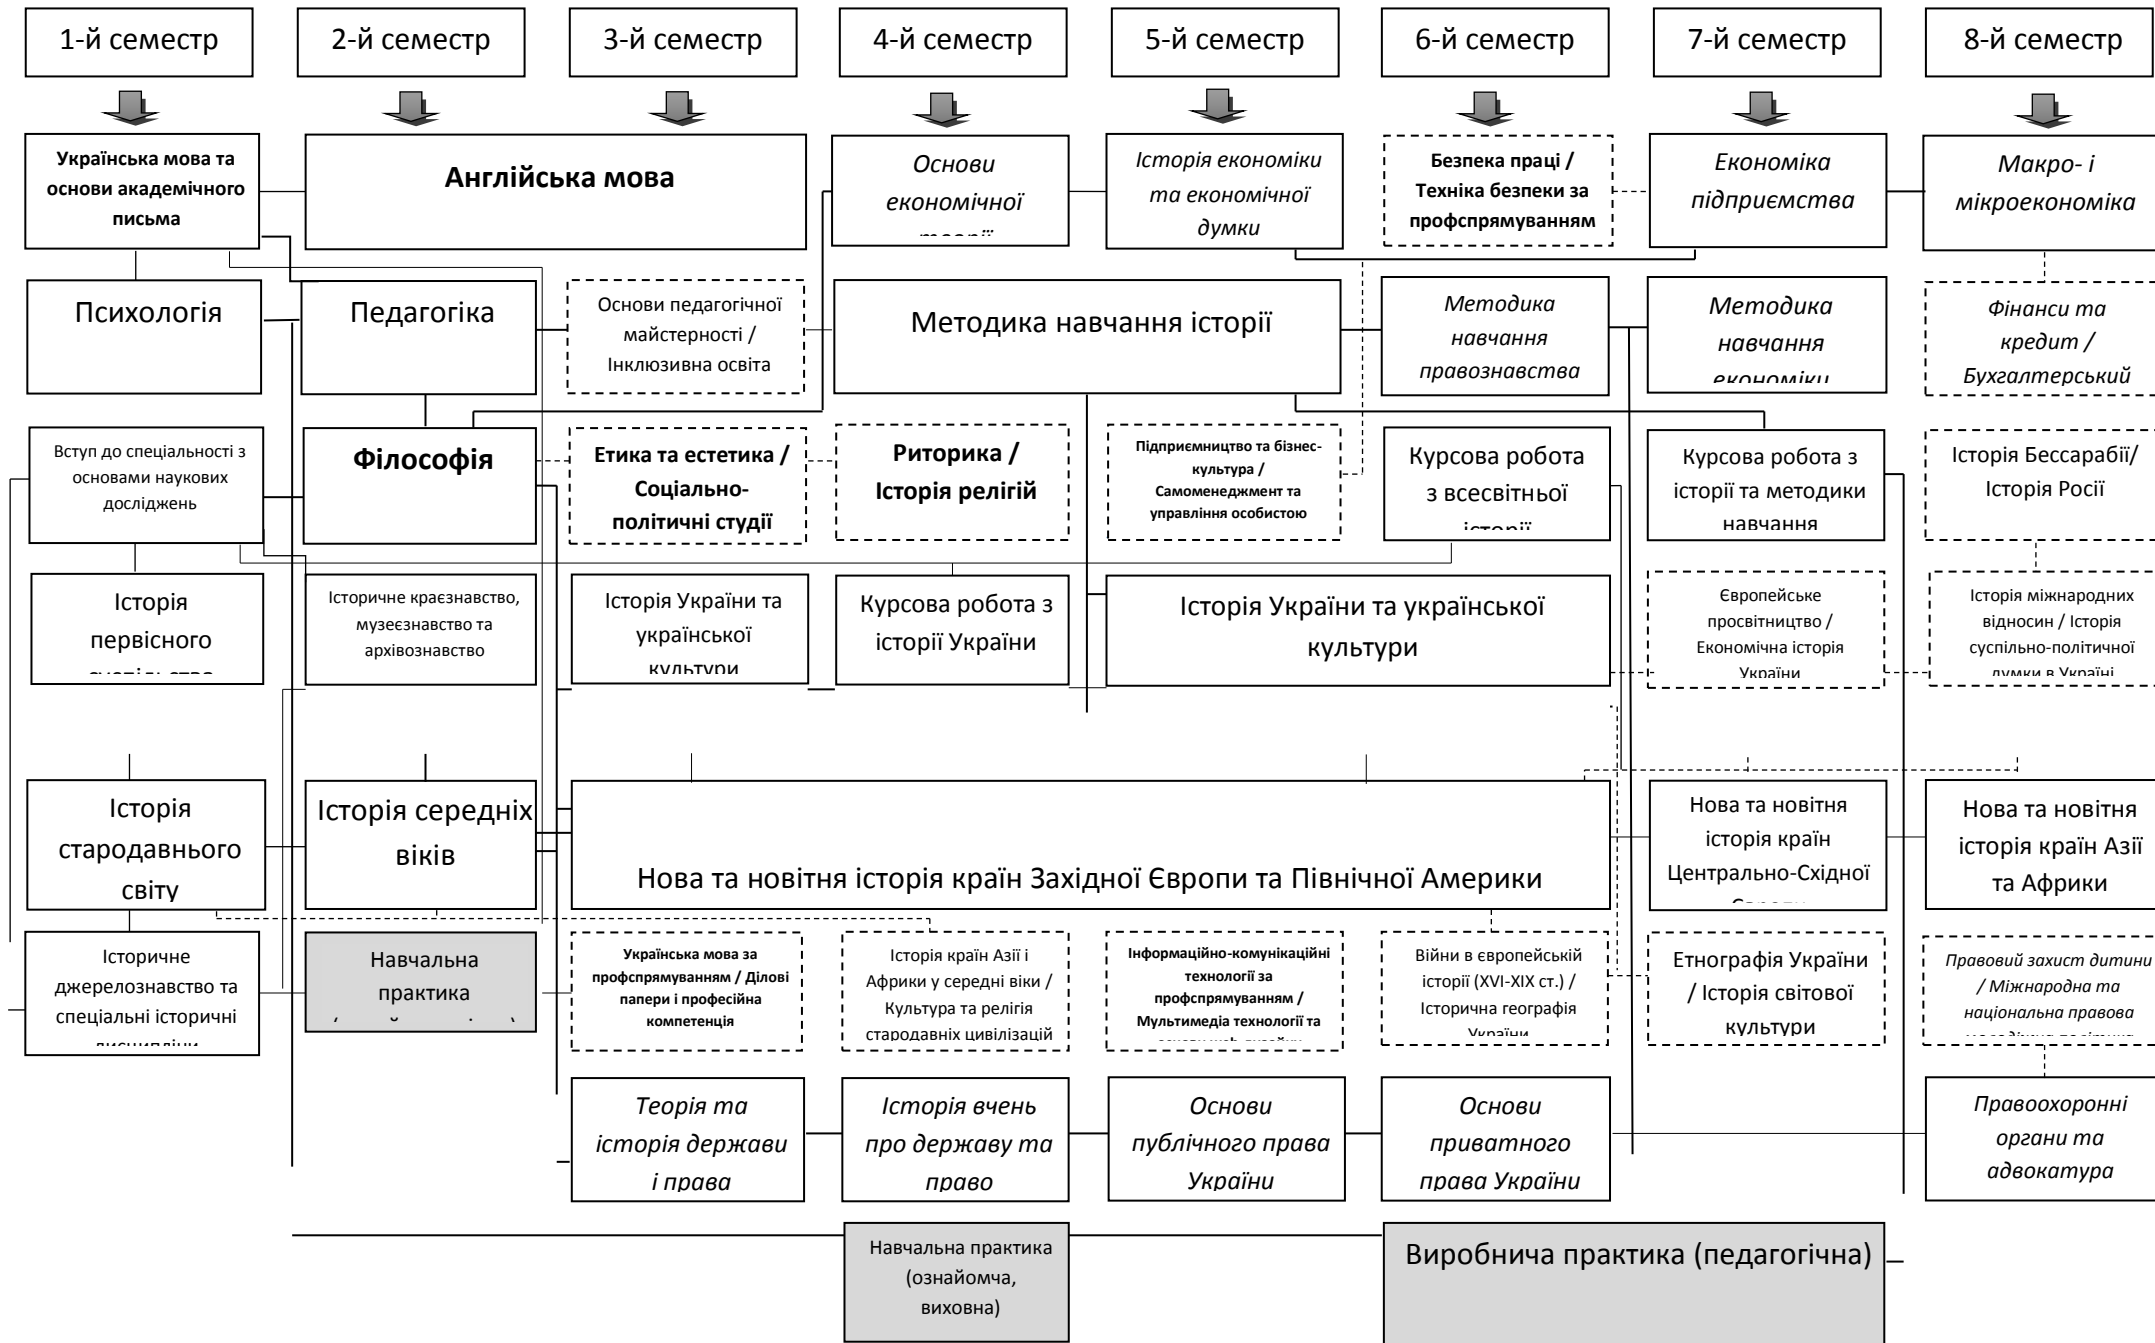 1-й семестр
2-й семестр
3-й семестр
4-й семестр
5-й семестр
6-й семестр
7-й семестр
8-й семестр
Українська мова та
основи академічного
письма
Англійська мова
Основи
економічної
Історія економіки
та економічної
думки
Безпека праці /
Техніка безпеки за
профспрямуванням
Економіка
підприємства
Макро- і
мікроекономіка
Психологія
Педагогіка
Основи педагогічної
майстерності /
Інклюзивна освіта
Методика навчання історії
Методика
навчання
правознавства
Методика
навчання
економіки
Фінанси та
кредит /
Бухгалтерський
Вступ до спеціальності з
основами наукових
досліджень
Філософія
Етика та естетика /
Соціально-
політичні студії
Риторика /
Історія релігій
Підприємництво та бізнес-
культура /
Самоменеджмент та
управління особистою
Курсова робота
з всесвітньої
історії
Курсова робота з
історії та методики
навчання
Історія Бессарабії/
Історія Росії
Історія
первісного
Історичне краєзнавство,
музеєзнавство та
архівознавство
Історія України та
української
культури
Курсова робота з
історії України
Історія України та української
культури
Європейське
просвітництво /
Економічна історія
України
Історія міжнародних
відносин / Історія
суспільно-політичної
думки в Україні
Історія
стародавнього
світу
Історія середніх
віків
Нова та новітня історія країн Західної Європи та Північної Америки
Нова та новітня
історія країн
Центрально-Східної
Нова та новітня
історія країн Азії
та Африки
Історичне
джерелознавство та
спеціальні історичні
дисципліни
Навчальна
практика
Українська мова за
профспрямуванням / Ділові
папери і професійна
компетенція
Історія країн Азії і
Африки у середні віки /
Культура та релігія
стародавніх цивілізацій
Інформаційно-комунікаційні
технології за
профспрямуванням /
Мультимедіа технології та
Війни в європейській
історії (XVI-XIX ст.) /
Історична географія
України
Етнографія України
/ Історія світової
культури
Правовий захист дитини
/ Міжнародна та
національна правова
Теорія та
історія держави
і права
Історія вчень
про державу та
право
Основи
публічного права
України
Основи
приватного
права України
Правоохоронні
органи та
адвокатура
Навчальна практика
(ознайомча,
виховна)
Виробнича практика (педагогічна)